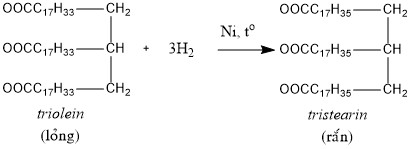 OOCC17H33 CH2 OOCC17H35 CH2
Ni, t°
OOCC17H33 CH + 3H2 OOCC17H35 CH
OOCC17H33 CH2 OOCC17H35 CH2
triolein tristearin
(lỏng) (rắn)